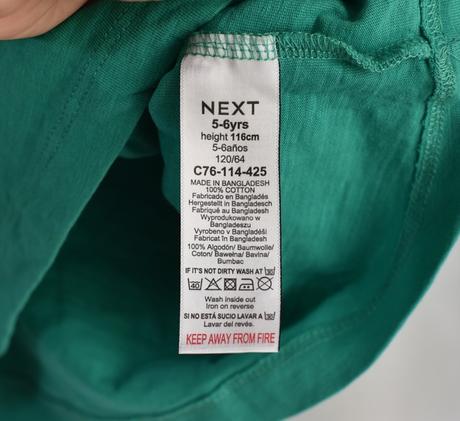 NEXT
5-6yrs
height 116cm
5-6años
120/64
C76-114-425
MADE IN BANGLADESH
100% COTTON
Fabricado en Bangladés
Hergestellt in Bangladesch
Fabriqué au Bangladesh
Wyprodukowano w
Bangladeszu
Vyrobeno v Bangladéši
Fabricat în Bangladesh
100% Algodón/ Baumwolle/
Coton/ Bawełna/ Bavlna/
Bumbac
IF IT'S NOT DIRTY WASH AT 30
40
Wash inside out
Iron on reverse
SI NO ESTÁ SUCIO LAVAR A 30
Lavar del revés.
KEEP AWAY FROM FIRE